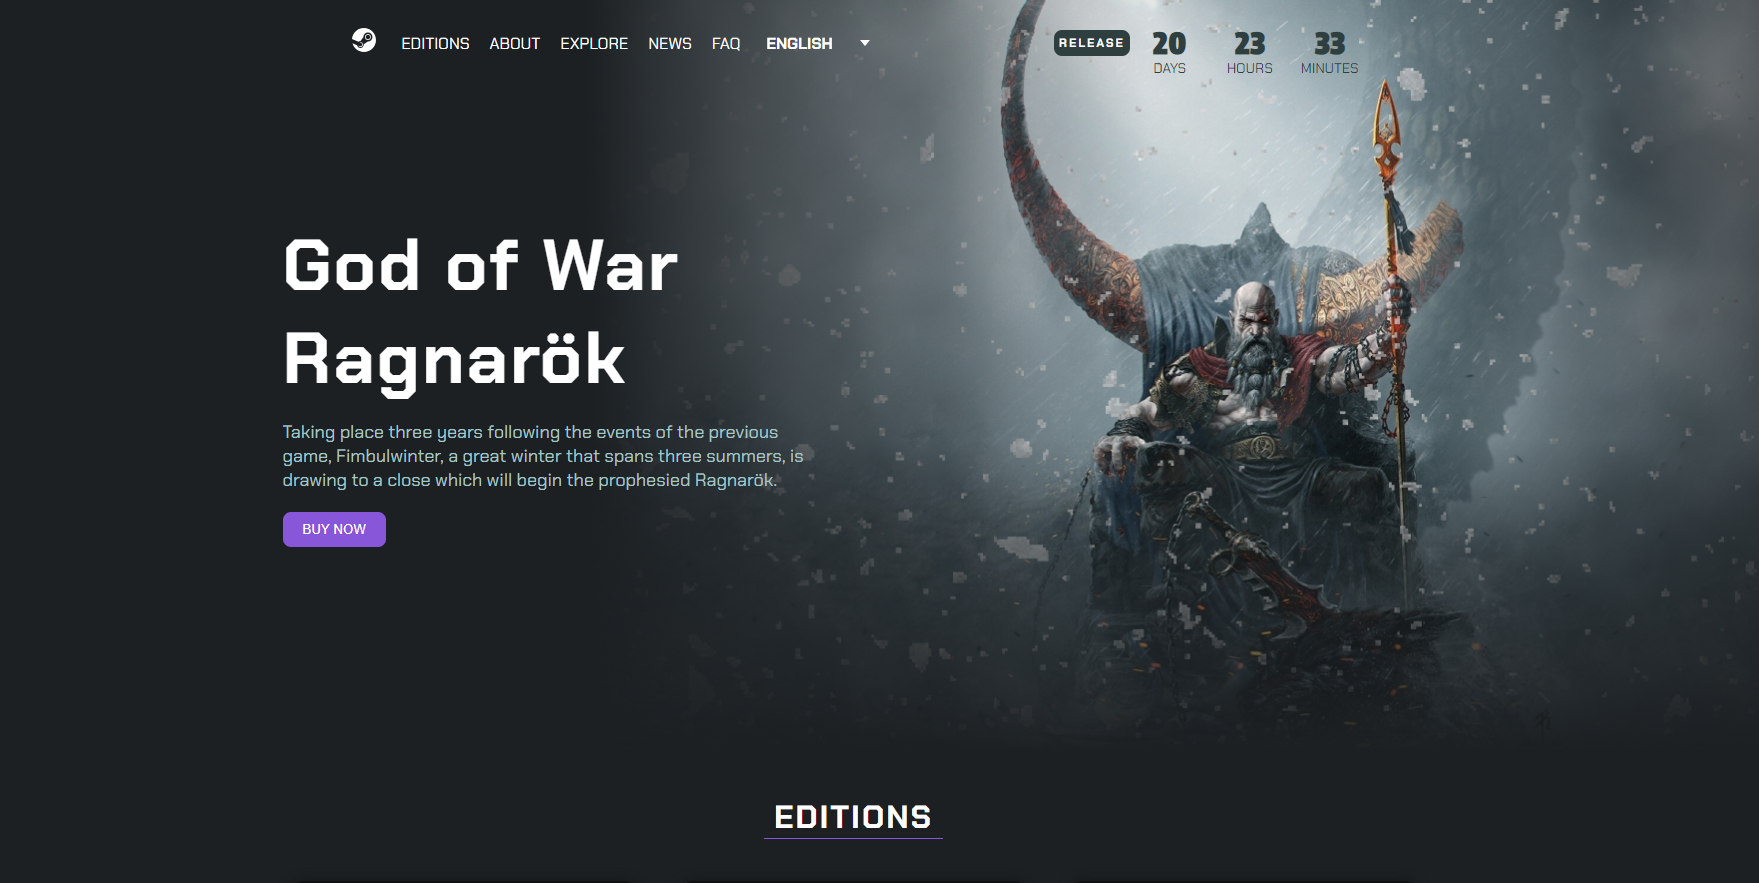 EDITIONS ABOUT EXPLORE NEWS FAQ ENGLISH
RELEASE
20 23 33
DAYS HOURS MINUTES
God of War
Ragnarök
Taking place three years following the events of the previous
game, Fimbulwinter, a great winter that spans three summers, is
drawing to a close which will begin the prophesied Ragnarök.
BUY NOW
EDITIONS